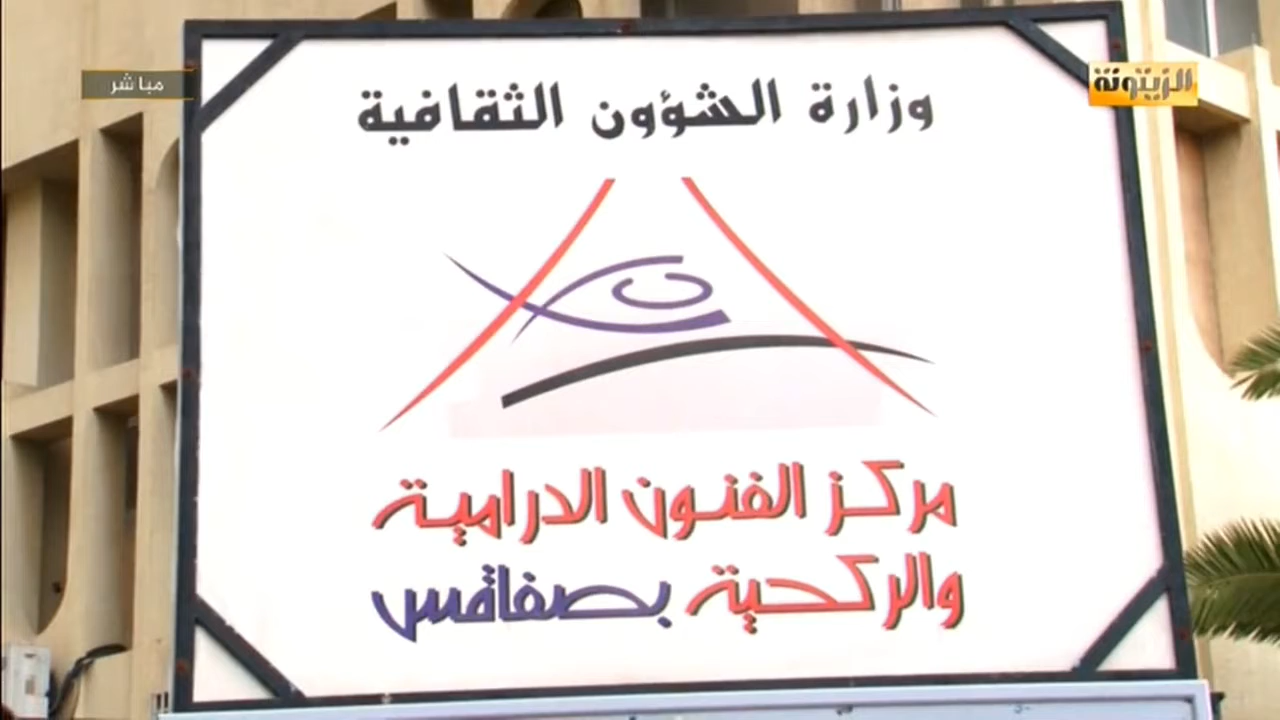 مباشر
الزيتونة
وزارة الشؤون الثقافية
مركز الفنون الدرامية
والركحية بصفاقس